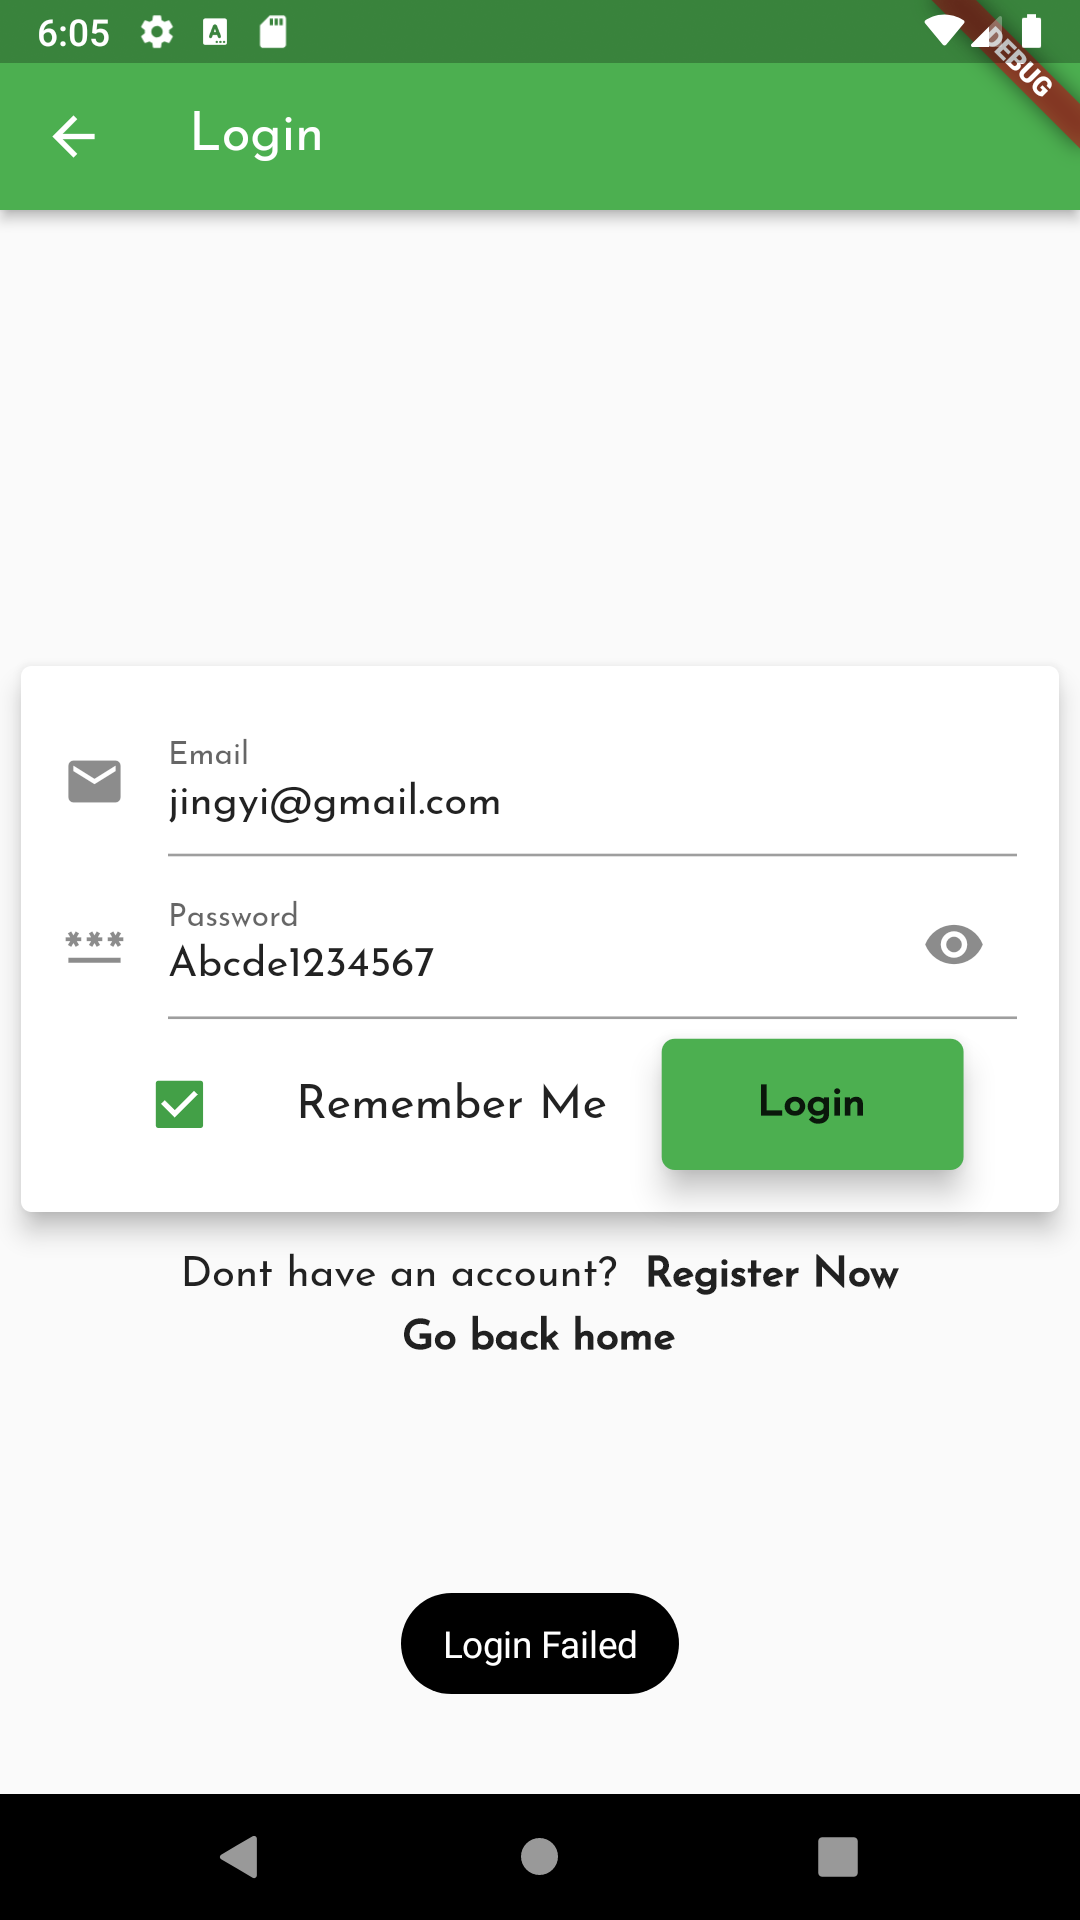 6:05
DEBUG
Login
Email
jingyi@gmail.com
Password
Abcde1234567
Remember Me
Login
Dont have an account? Register Now
Go back home
Login Failed